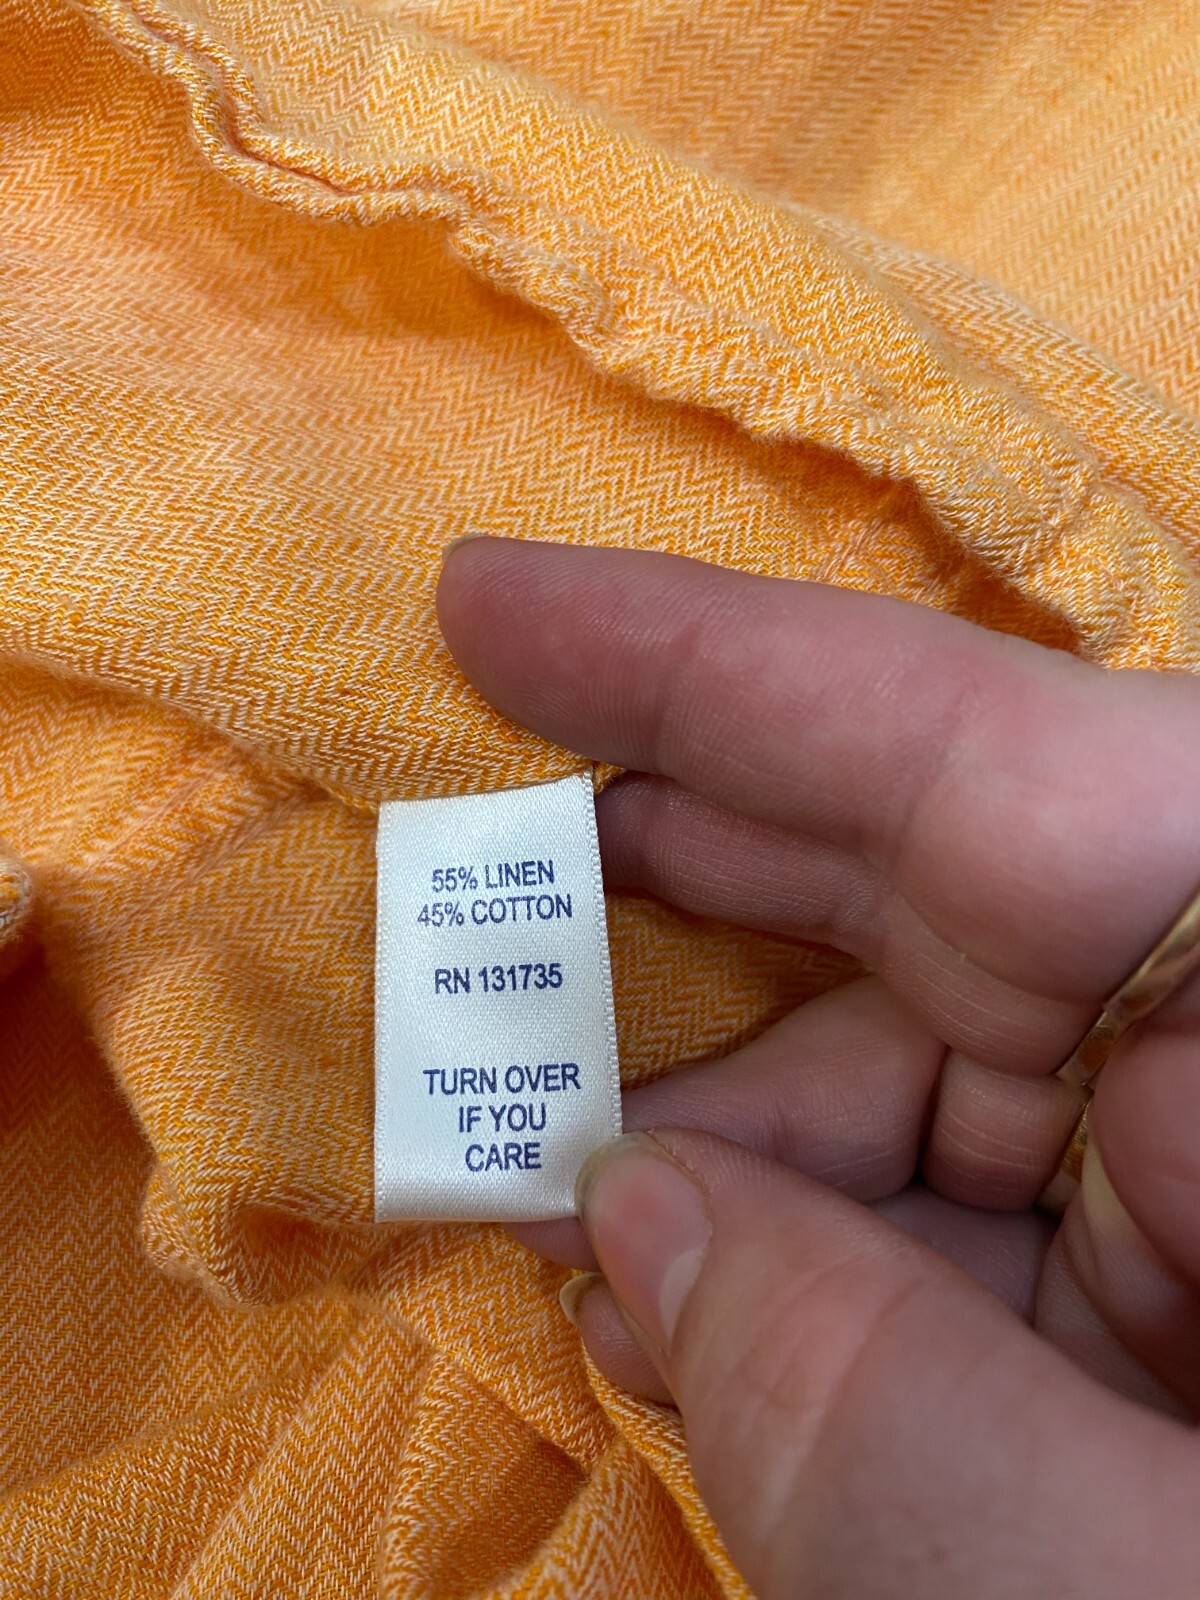 55% LINEN
45% COTTON
RN 131735
TURN OVER
IF YOU
CARE